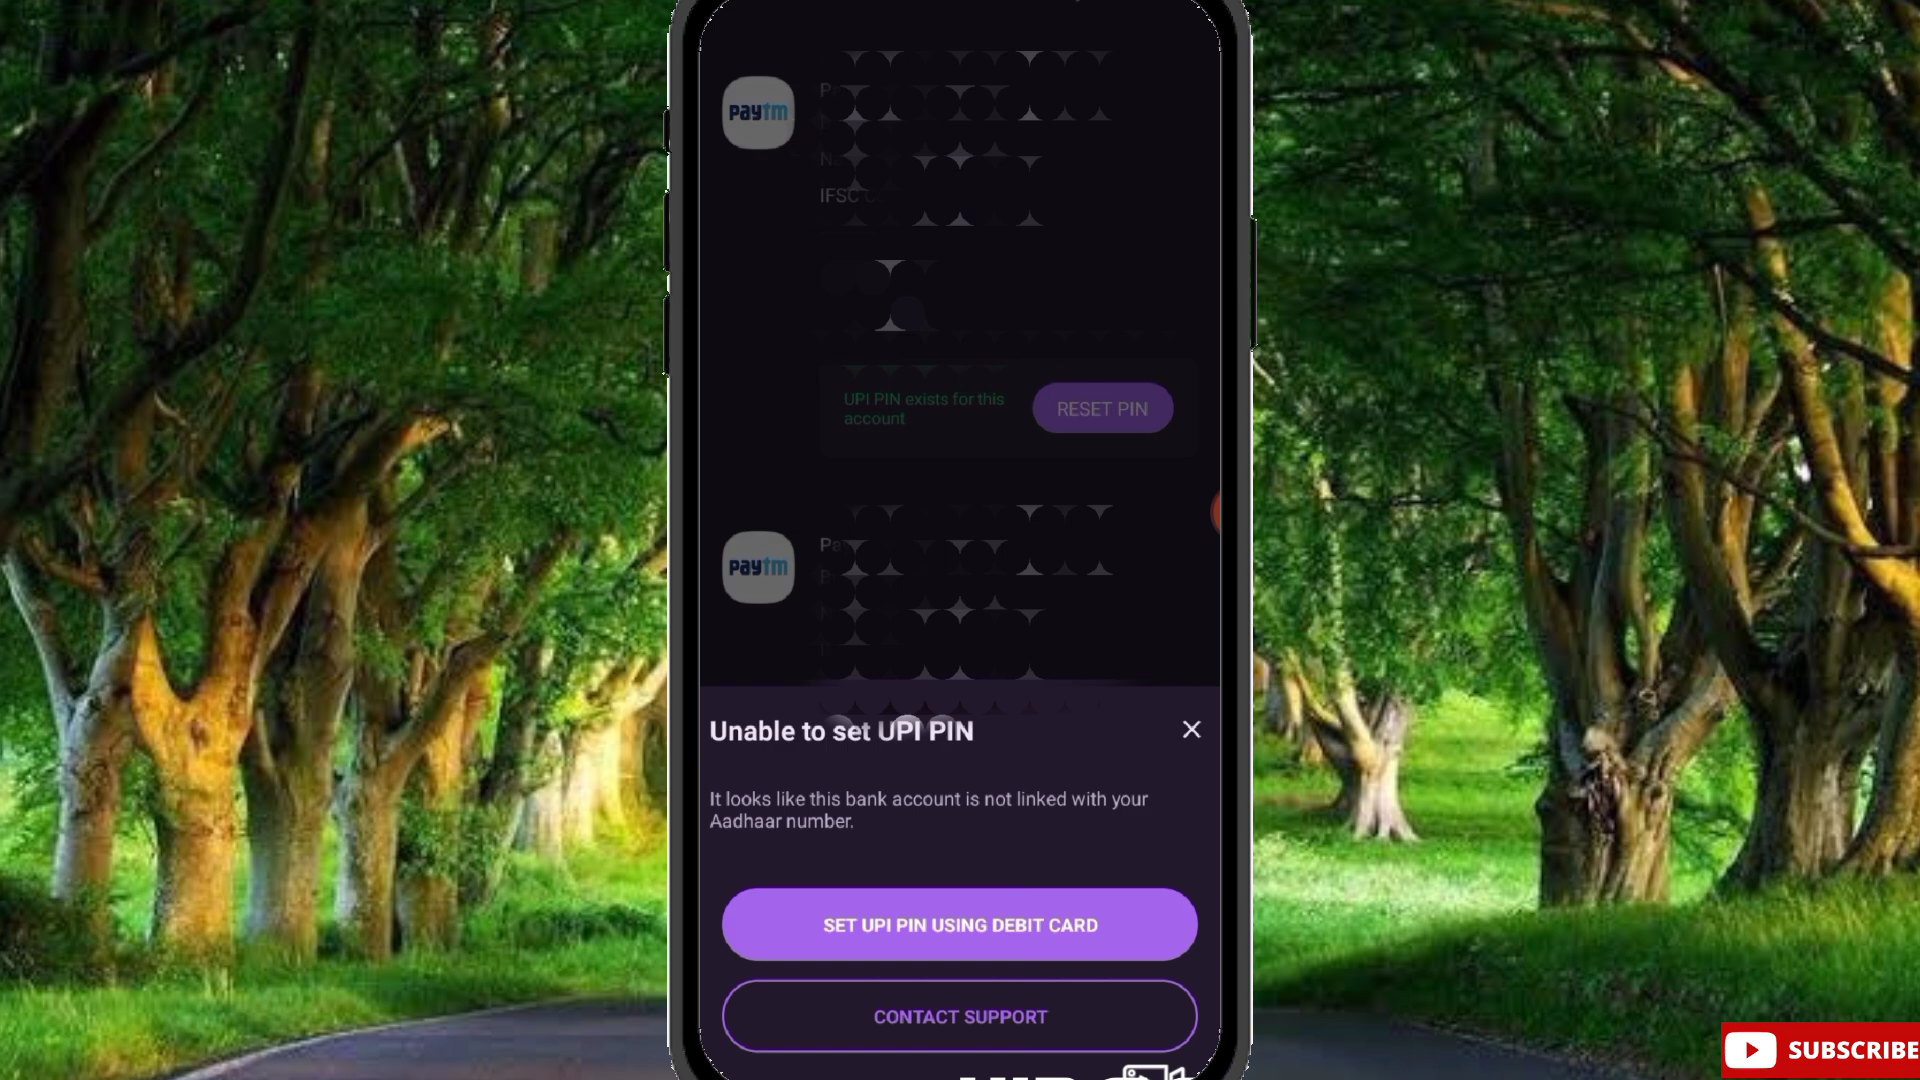 paytm
IFSC
UPI PIN exists for this
account
RESET PIN
paytm
Unable to set UPI PIN
It looks like this bank account is not linked with your
Aadhaar number.
SET UPI PIN USING DEBIT CARD
CONTACT SUPPORT
SUBSCRIBE